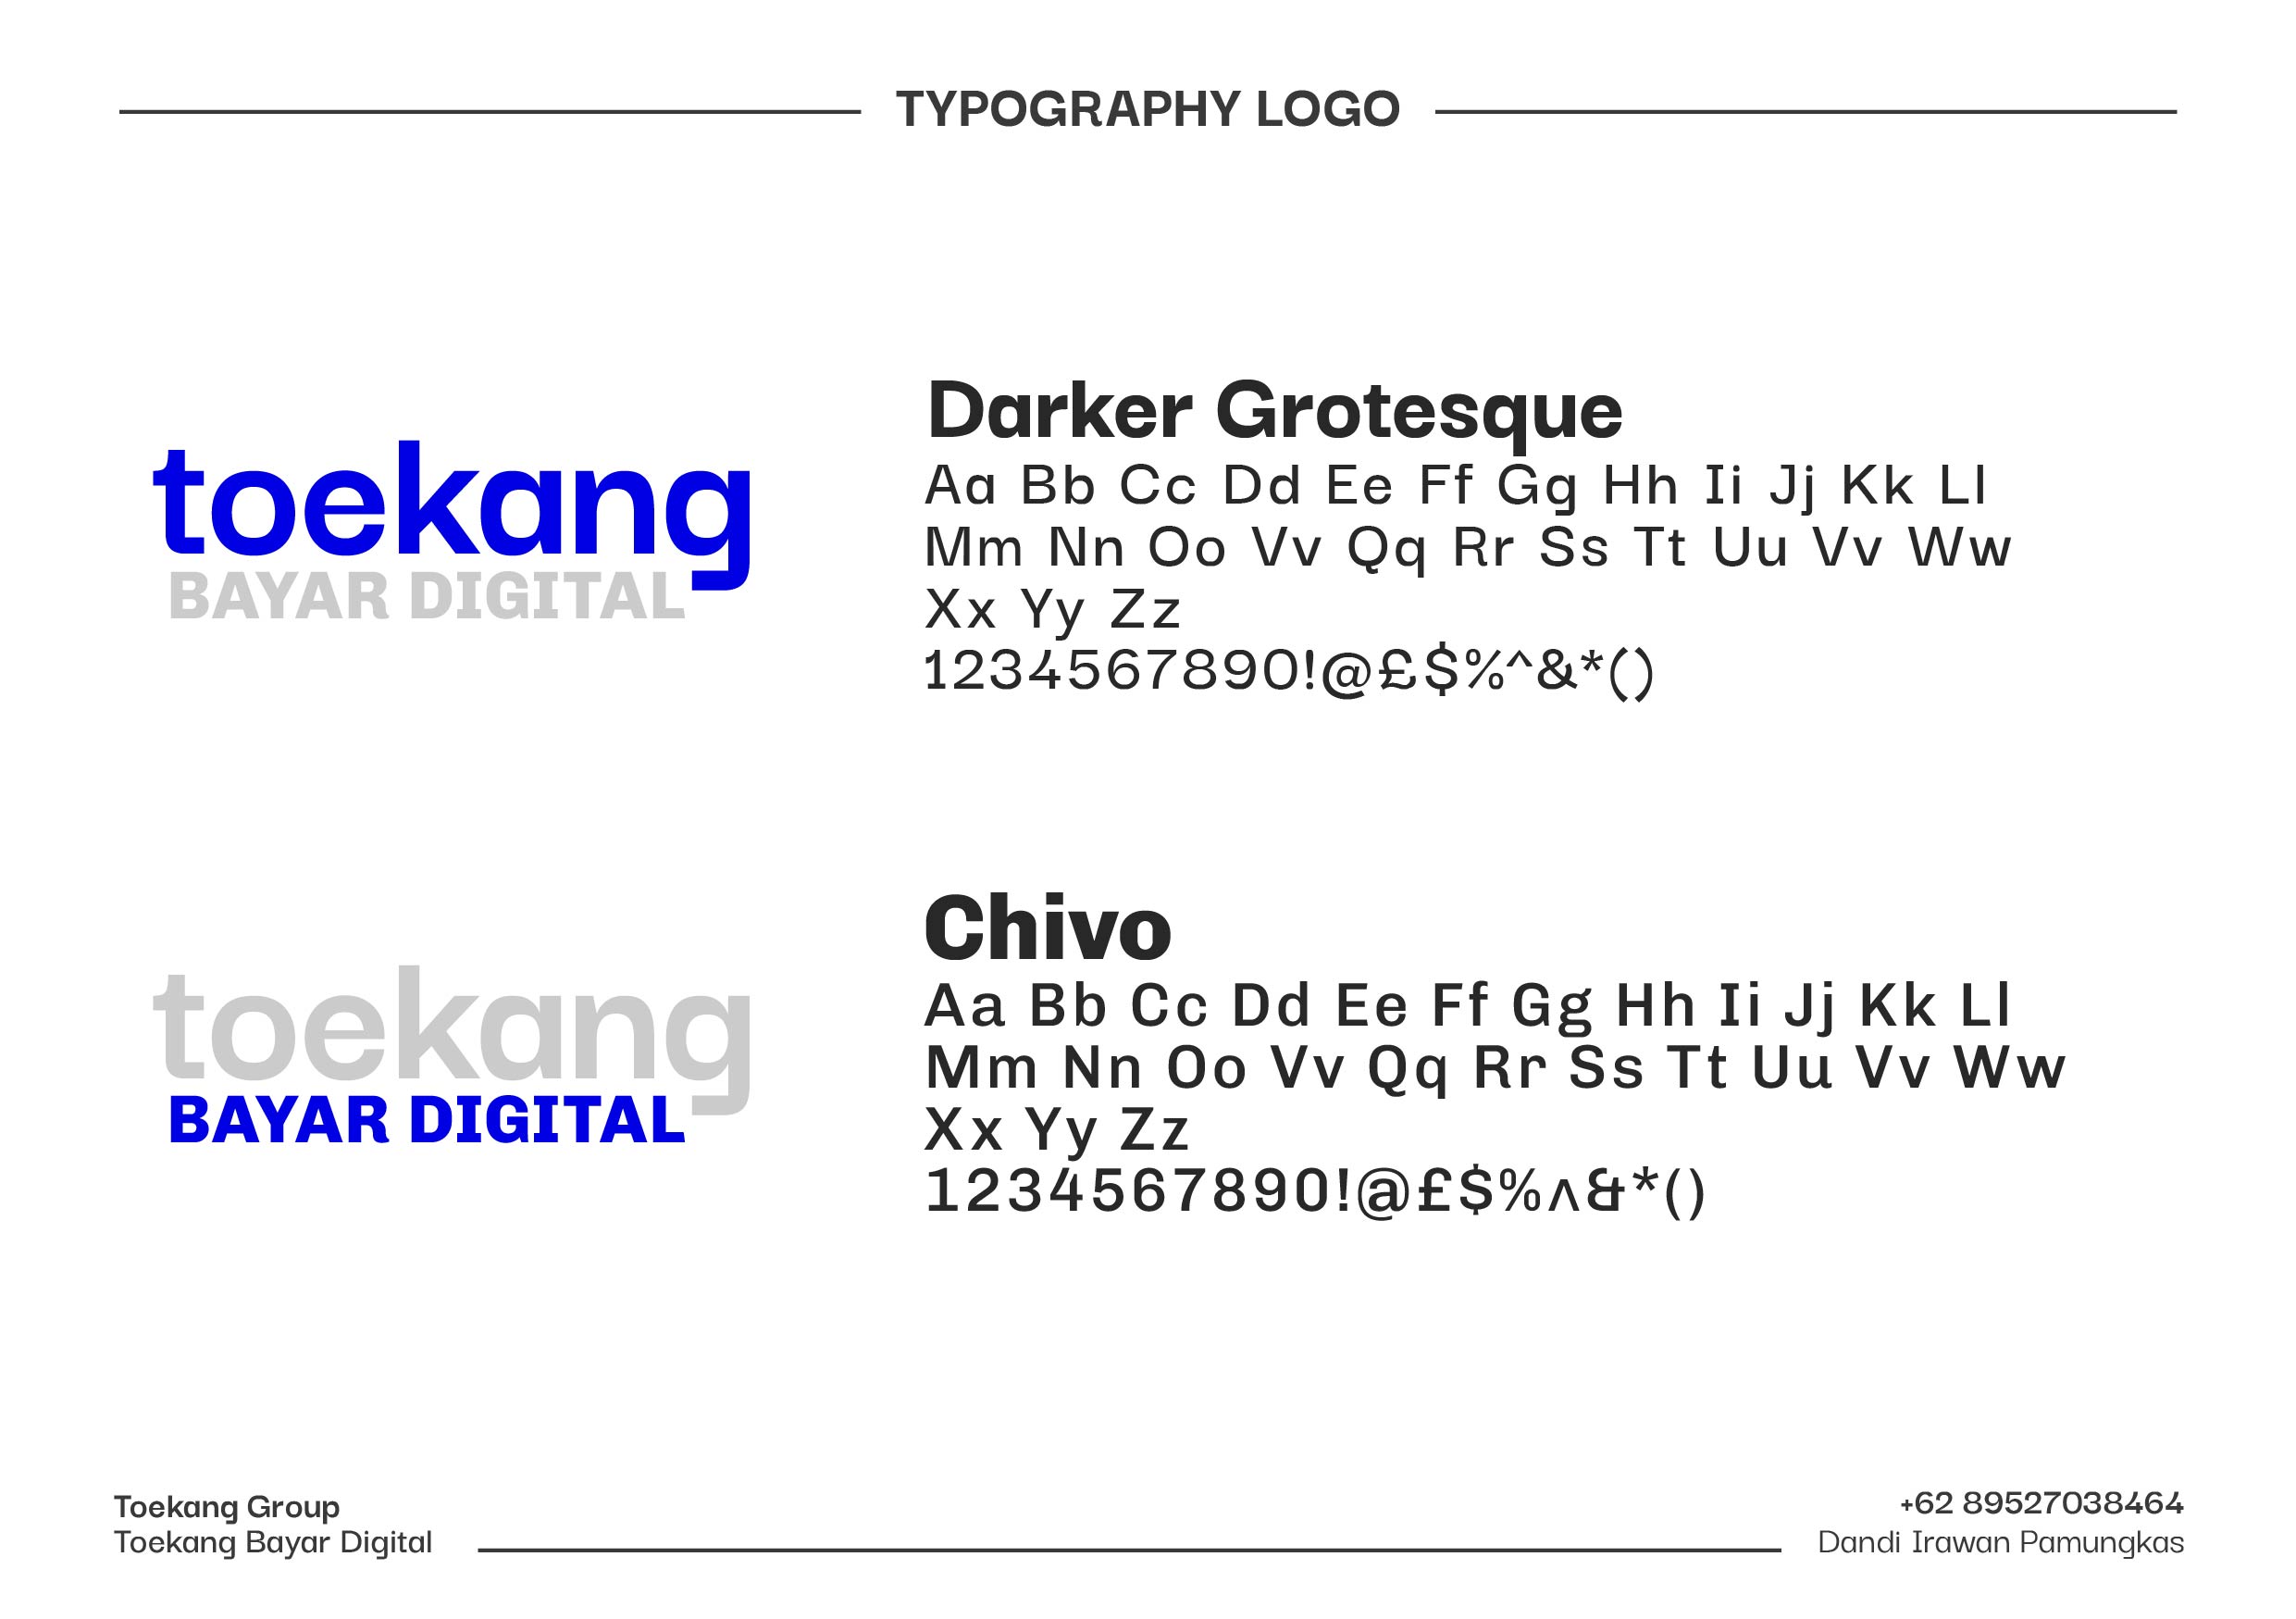 TYPOGRAPHY LOGO
toekang
BAYAR DIGITAL
Darker Grotesque
Aa Bb Cc Dd Ee Ff Gg Hh Ii Jj Kk Ll
Mm Nn Oo Vv Qq Rr Ss Tt Uu Vv Ww
Xx Yy Zz
1234567890!@£$%^&*()
toekang
BAYAR DIGITAL
Chivo
Aa Bb Cc Dd Ee Ff Gg Hh Ii Jj Kk Ll
Mm Nn Oo Vv Qq Rr Ss Tt Uu Vv Ww
Xx Yy Zz
1234567890!@£$%^&*()
Toekang Group
Toekang Bayar Digital
+62 89527038464
Dandi Irawan Pamungkas